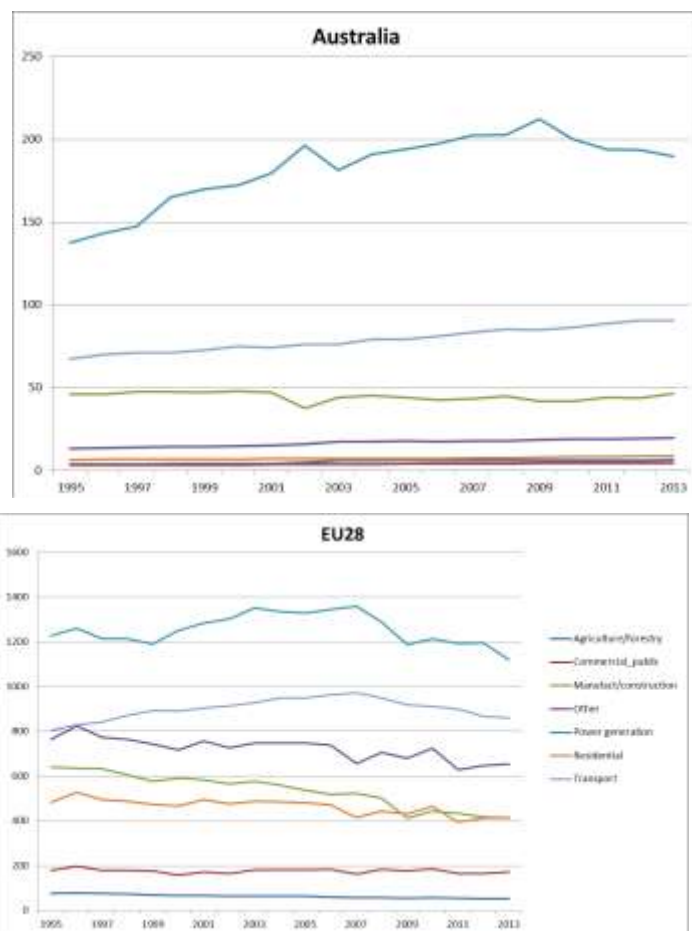 Australia
250
200
150
100
50
0
1995 1997 1999 2001 2003 2005 2007 2009 2011 2013
EU28
1600
1400
1200
1000
800
600
400
200
0
1995 1997 1999 2001 2003 2005 2007 2009 2011 2013
Agriculture/forestry
Commercial_public
Manufact/construction
Other
Power generation
Residential
Transport